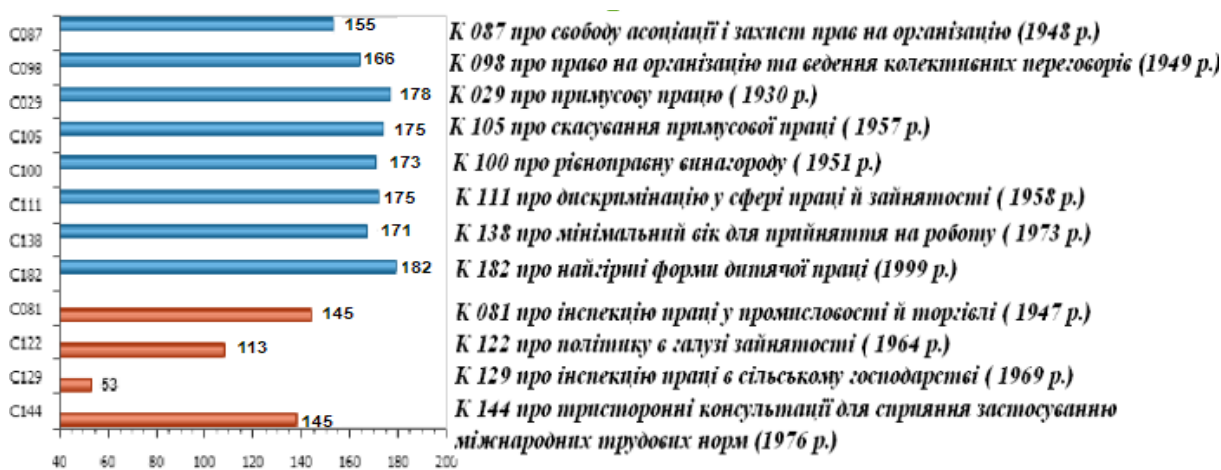 C087 155 К 087 про свободу асоціації і захист прав на організацію (1948 р.)
C098 166 К 098 про право на організацію та ведення колективних переговорів (1949 р.)
C029 178 К 029 про примусову працю ( 1930 р.)
C105 175 К 105 про скасування примусової праці ( 1957 р.)
C100 173 К 100 про рівноправну винагороду ( 1951 р.)
C111 175 К 111 про дискримінацію у сфері праці й зайнятості ( 1958 р.)
C138 171 К 138 про мінімальний вік для прийняття на роботу ( 1973 р.)
C182 182 К 182 про найгірші форми дитячої праці (1999 р.)
C081 145 К 081 про інспекцію праці у промисловості й торгівлі ( 1947 р.)
C122 113 К 122 про політику в галузі зайнятості ( 1964 р.)
C129 53 К 129 про інспекцію праці в сільському господарстві ( 1969 р.)
C144 145 К 144 про тристоронні консультації для сприяння застосуванню
міжнародних трудових норм (1976 р.)
40 60 80 100 120 140 160 180 200